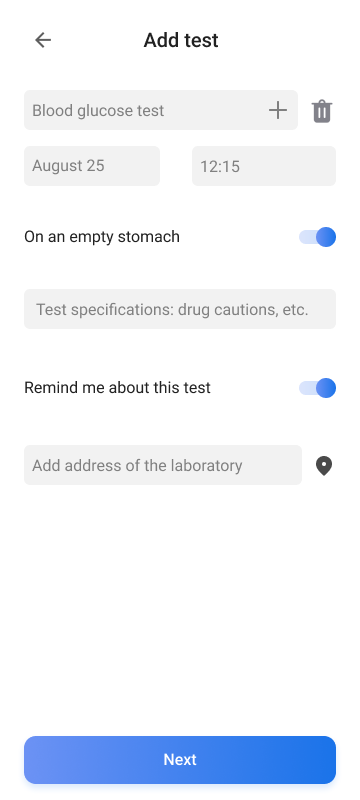 Add test
Blood glucose test
August 25
12:15
On an empty stomach
Test specifications: drug cautions, etc.
Remind me about this test
Add address of the laboratory
Next